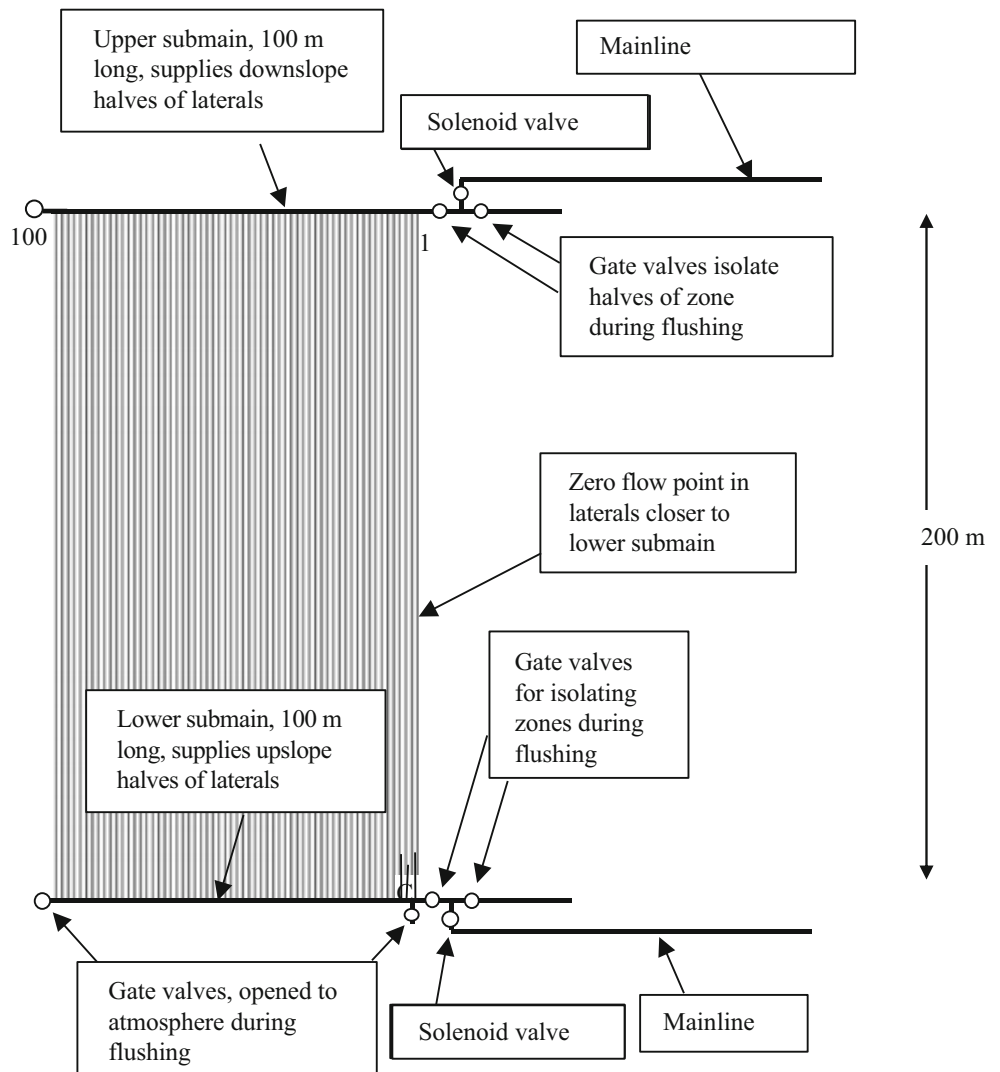 Upper submain, 100 m
long, supplies downslope
halves of laterals
Mainline
Solenoid valve
100
1
Gate valves isolate
halves of zone
during flushing
Zero flow point in
laterals closer to
lower submain
200 m
Gate valves
for isolating
zones during
flushing
Lower submain, 100 m
long, supplies upslope
halves of laterals
C
Gate valves, opened to
atmosphere during
flushing
Solenoid valve
Mainline